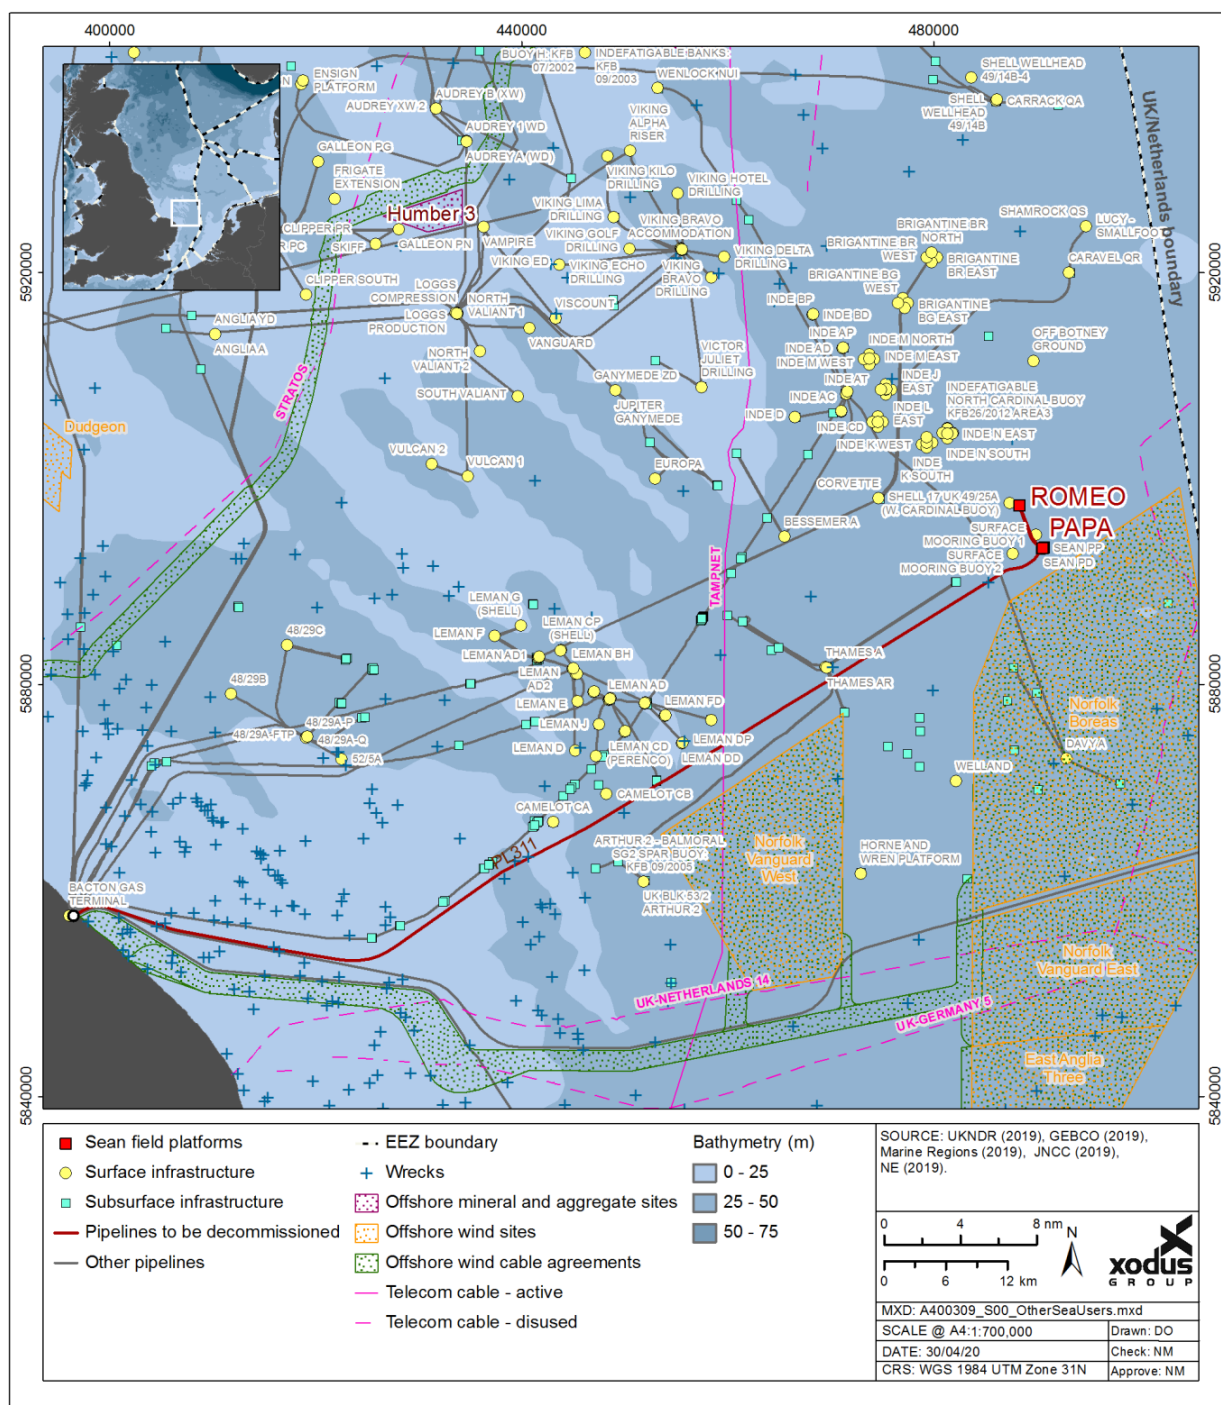 400000
440000
480000
5920000
5880000
5840000
5920000
5880000
5840000
BUOY H. KFB
07/2002
INDEFATIGABLE BANKS
KFB
09/2003
WENLOCK NUI
SHELL WELLHEAD
49/14B-4
SHELL
WELLHEAD
49/14B
CARRACK QA
UK/Netherlands boundary
ENSIGN
PLATFORM
AUDREY B (XW)
AUDREY XW 2
AUDREY 1 WD
AUDREY A (WD)
VIKING
ALPHA
RISER
GALLEON PG
FRIGATE
EXTENSION
VIKING KILO
DRILLING
VIKING HOTEL
DRILLING
Humber 3
VIKING LIMA
DRILLING
VIKING BRAVO
ACCOMMODATION
SHAMROCK QS
LUCY -
SMALLFOO
CLIPPER PR
R PC
SKIFF
GALLEON PN
VAMPIRE
VIKING GOLF
DRILLING
VIKING ED
VIKING ECHO
DRILLING
VIKING
BRAVO
DRILLING
VIKING DELTA
DRILLING
BRIGANTINE BR
NORTH
BRIGANTINE BR
WEST
BRIGANTINE
BR EAST
CARAVEL QR
BRIGANTINE BG
WEST
BRIGANTINE
BG EAST
CLIPPER SOUTH
LOGGS
COMPRESSION
LOGGS
PRODUCTION
NORTH
VALIANT 1
VISCOUNT
VANGUARD
INDE BP
INDE BD
INDE AP
INDE AD
INDE M NORTH
INDE M WEST
INDE M EAST
OFF BOTNEY
GROUND
ANGLIA YD
ANGLIA A
NORTH
VALIANT 2
SOUTH VALIANT
GANYMEDE ZD
VICTOR
JULIET
DRILLING
JUPITER
GANYMEDE
INDE AT
INDE AC
INDE J
EAST
INDE D
INDE CD
INDE L
EAST
INDE K WEST
INDE
K SOUTH
INDEFATIGABLE
NORTH CARDINAL BUOY
KFB26/2012 AREA3
INDE N EAST
INDE N SOUTH
STRATOS
Dudgeon
VULCAN 2
VULCAN 1
EUROPA
CORVETTE
SHELL 17 UK 49/25A
(W. CARDINAL BUOY)
BESSEMER A
ROMEO
PAPA
SURFACE
MOORING BUOY 1
SURFACE
MOORING BUOY 2
SEAN PP
SEAN PD
TAMPNET
LEMAN G
(SHELL)
LEMAN F
LEMAN CP
(SHELL)
LEMAN AD1
LEMAN BH
LEMAN
AD2
LEMAN AD
LEMAN E
LEMAN FD
LEMAN J
LEMAN D
LEMAN CD
(PERENCO)
LEMAN DP
LEMAN DD
48/29C
48/29B
48/29A-P
48/29A-FTP
48/29A-Q
52/5A
THAMES A
THAMES AR
Norfolk
Boreas
DAVY A
WELLAND
CAMELOT CB
CAMELOT CA
PL311
ARTHUR 2 - BALMORAL
SG2 SPAR BUOY:
KFB 09/2005
UK BLK 53/2
ARTHUR 2
Norfolk
Vanguard
West
HORNE AND
WREN PLATFORM
BACTON GAS
TERMINAL
Norfolk
Vanguard East
UK-NETHERLANDS 14
UK-GERMANY 5
East Anglia
Three
Sean field platforms
Surface infrastructure
Subsurface infrastructure
Pipelines to be decommissioned
Other pipelines
EEZ boundary
Wrecks
Offshore mineral and aggregate sites
Offshore wind sites
Offshore wind cable agreements
Telecom cable - active
Telecom cable - disused
Bathymetry (m)
0 - 25
25 - 50
50 - 75
SOURCE: UKNDR (2019), GEBCO (2019),
Marine Regions (2019), JNCC (2019),
NE (2019).
0 4 8 nm
0 6 12 km
N
xodus
GROUP
MXD: A400309_S00_OtherSeaUsers.mxd
SCALE @ A4:1:700,000
Drawn: DO
DATE: 30/04/20
Check: NM
CRS: WGS 1984 UTM Zone 31N
Approve: NM